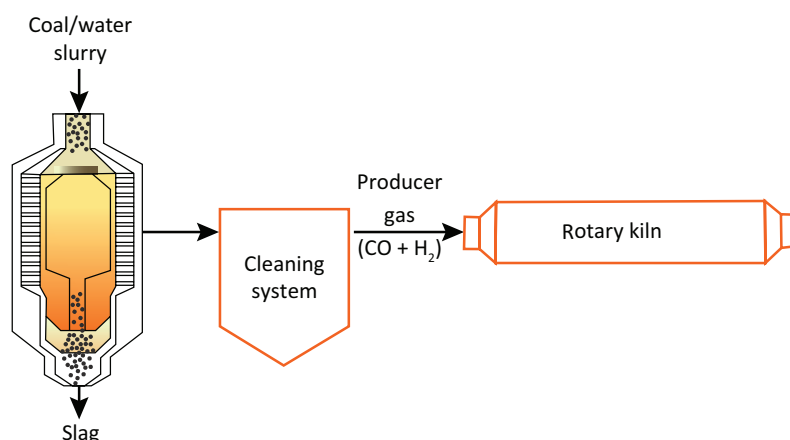 Coal/water
slurry
Producer
gas
(CO + H₂)
Rotary kiln
Cleaning
system
Slag